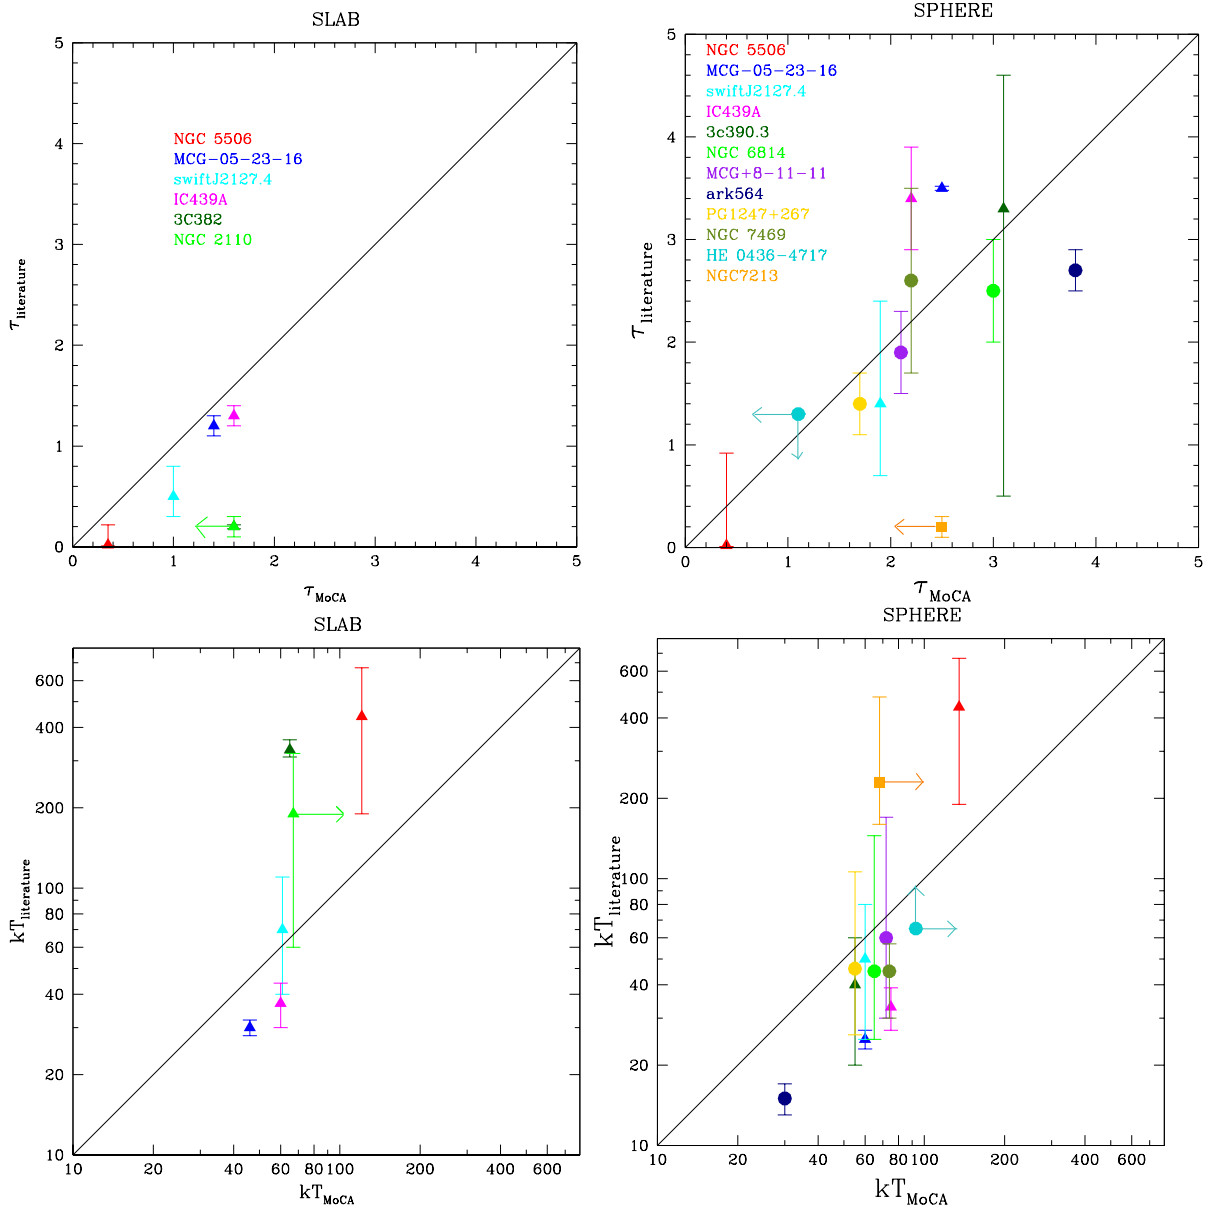 SLAB
5
4
3
2
1
0
NGC 5506
MCG-05-23-16
swiftJ2127.4
IC439A
3C382
NGC 2110
τliterature
0 1 2 3 4 5
τMoCA
SPHERE
5
4
3
2
1
0
NGC 5506
MCG-05-23-16
swiftJ2127.4
IC439A
3c390.3
NGC 6814
MCG+8-11-11
ark564
PG1247+267
NGC 7469
HE 0436-4717
NGC7213
τliterature
0 1 2 3 4 5
τMoCA
SLAB
600
400
200
100
80
60
40
20
10
kTliterature
10 20 40 60 80 100 200 400 600
kTMoCA
SPHERE
600
400
200
100
80
60
40
20
10
kTliterature
10 20 40 60 80 100 200 400 600
kTMoCA